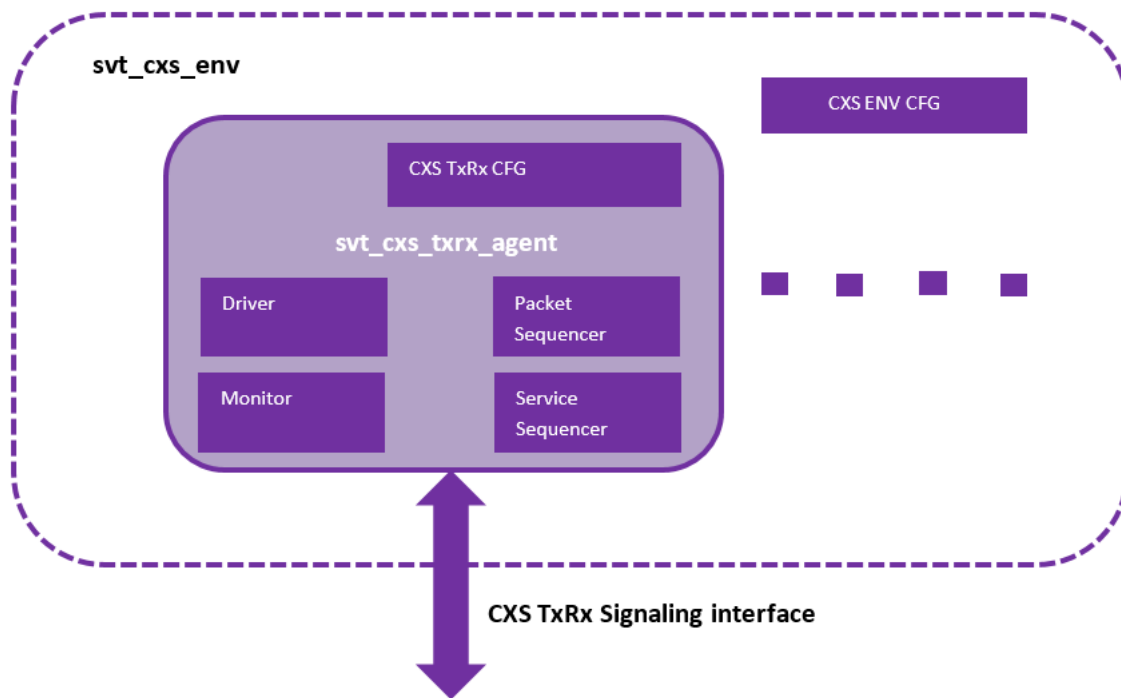 svt_cxs_env
CXS ENV CFG
CXS TxRx CFG
svt_cxs_txrx_agent
Driver
Packet
Sequencer
Monitor
Service
Sequencer
CXS TxRx Signaling interface